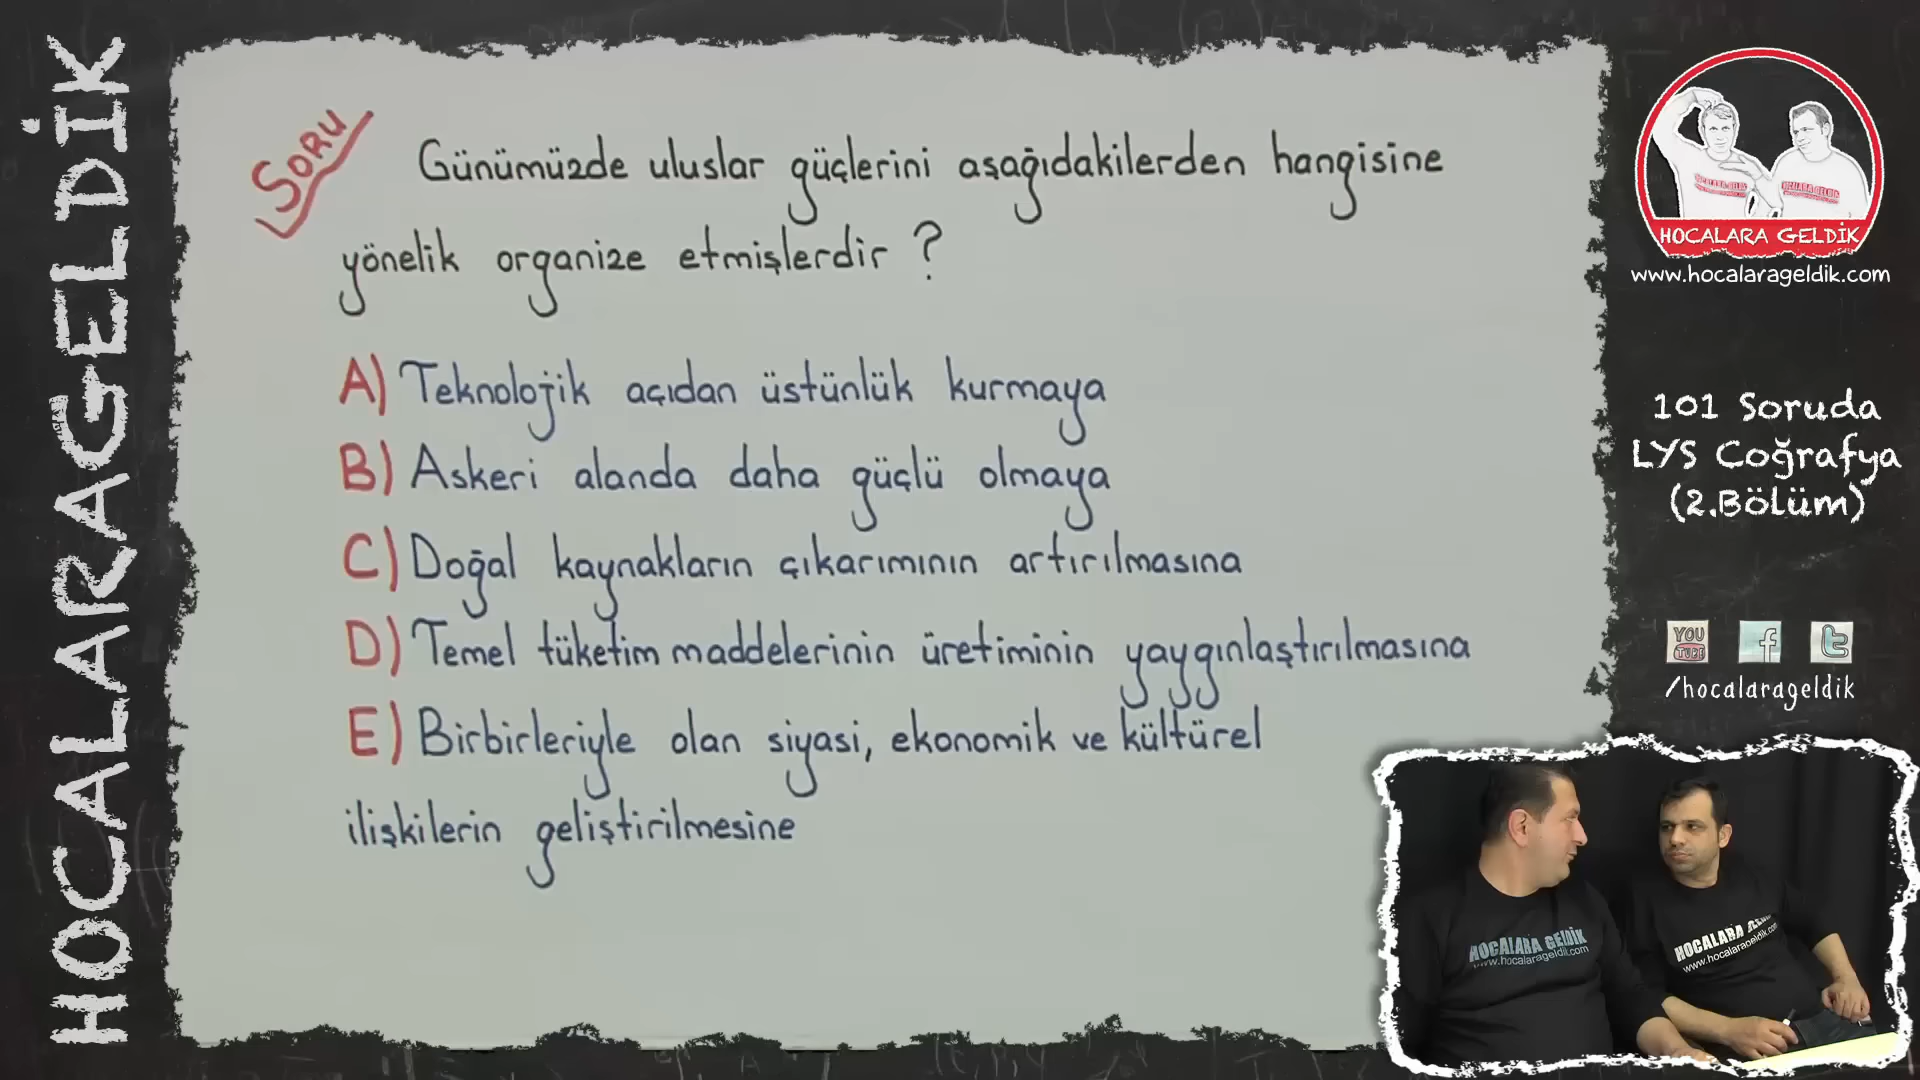 HOCALARAGELDİK
SORU
Günümüzde uluslar güçlerini aşağıdakilerden hangisine
yönelik organize etmişlerdir ?
A) Teknolojik açıdan üstünlük kurmaya
B) Askeri alanda daha güçlü olmaya
C) Doğal kaynakların çıkarımının artırılmasına
D) Temel tüketim maddelerinin üretiminin yaygınlaştırılmasına
E) Birbirleriyle olan siyasi, ekonomik ve kültürel
ilişkilerin geliştirilmesine
HOCALARA GELDİK
www.hocalarageldik.com
101 Soruda
LYS Coğrafya
(2.Bölüm)
YOU
TUBE
f
t
/hocalarageldik
HOCALARA GELDİK
www.hocalarageldik.com
HOCALARA GEL
www.hocalarageldik.com